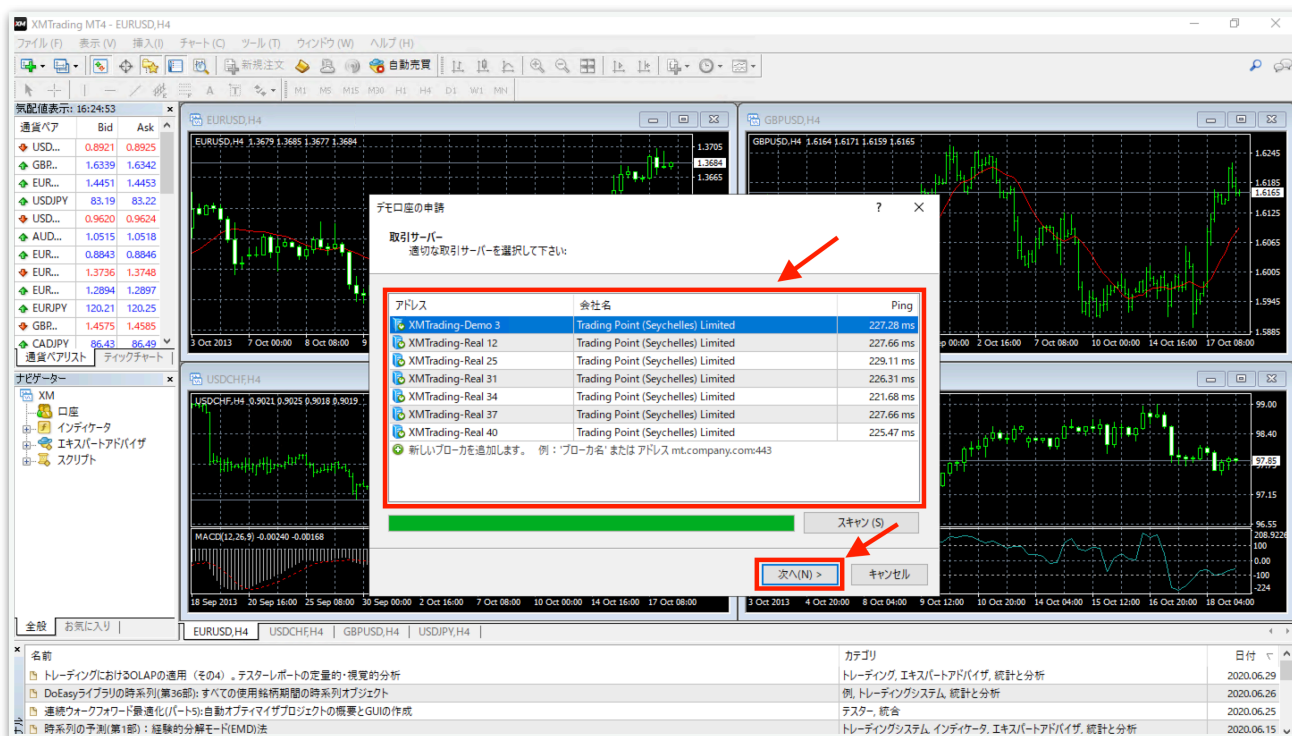 XMTrading MT4 - EURUSD,H4
ファイル (F) 表示 (V) 挿入(I) チャート(C) ツール(T) ウィンドウ(W) ヘルプ(H)
新規注文 自動売買
A T M1 M5 M15 M30 H1 H4 D1 W1 MN
気配値表示: 16:24:53
通貨ペア Bid Ask
USD... 0.8921 0.8925
GBP... 1.6339 1.6342
EUR... 1.4451 1.4453
USDJPY 83.19 83.22
USD... 0.9620 0.9624
AUD... 1.0515 1.0518
EUR... 0.8843 0.8846
EUR... 1.3736 1.3748
EUR... 1.2894 1.2897
EURJPY 120.21 120.25
GBP... 1.4575 1.4585
CADJPY 86.43 86.49
通貨ペアリスト ティックチャート
ナビゲーター
XM
口座
インディケータ
エキスパートアドバイザ
スクリプト
全般 お気に入り
EURUSD,H4
EURUSD,H4 1.3679 1.3685 1.3677 1.3684
1.3705
1.3684
1.3665
3 Oct 2013 7 Oct 00:00 8 Oct 08:00
GBPUSD,H4
GBPUSD,H4 1.6164 1.6171 1.6159 1.6165
1.6245
1.6185
1.6165
1.6125
1.6065
1.6005
1.5945
1.5885
2 Oct 16:00 7 Oct 00:00 8 Oct 08:00 10 Oct 00:00 14 Oct 16:00 17 Oct 08:00
デモ口座の申請 ?
取引サーバー
適切な取引サーバーを選択して下さい:
アドレス 会社名 Ping
XMTrading-Demo 3 Trading Point (Seychelles) Limited 227.28 ms
XMTrading-Real 12 Trading Point (Seychelles) Limited 227.66 ms
XMTrading-Real 25 Trading Point (Seychelles) Limited 229.11 ms
XMTrading-Real 31 Trading Point (Seychelles) Limited 226.31 ms
XMTrading-Real 34 Trading Point (Seychelles) Limited 221.68 ms
XMTrading-Real 37 Trading Point (Seychelles) Limited 227.66 ms
XMTrading-Real 40 Trading Point (Seychelles) Limited 225.47 ms
新しいブローカを追加します。 例：'ブローカ名' または アドレス mt.company.com:443
スキャン (S)
次へ(N) > キャンセル
USDCHF,H4
USDCHF,H4 0.9021 0.9025 0.9018 0.9019
MACD(12,26,9) -0.00240 -0.00168
18 Sep 2013 20 Sep 16:00 25 Sep 08:00 30 Sep 00:00 2 Oct 16:00 7 Oct 08:00 10 Oct 00:00 14 Oct 16:00 17 Oct 08:00
99.00
98.40
97.85
97.15
96.55
208.9226
100
0.00
-100
-224
3 Oct 2013 4 Oct 20:00 8 Oct 04:00 9 Oct 12:00 10 Oct 20:00 14 Oct 04:00 15 Oct 12:00 16 Oct 20:00 18 Oct 04:00
EURUSD,H4 USDCHF,H4 GBPUSD,H4 USDJPY,H4
名前 カテゴリ 日付
トレーディングにおけるOLAPの適用（その4）。テスターレポートの定量的・視覚的分析 トレーディング, エキスパートアドバイザ, 統計と分析 2020.06.29
DoEasyライブラリの時系列(第36部): すべての使用銘柄期間の時系列オブジェクト 例, トレーディングシステム, 統計と分析 2020.06.26
連続ウォークフォワード最適化(パート5):自動オプティマイザプロジェクトの概要とGUIの作成 テスター, 統合 2020.06.25
時系列の予測(第1部)：経験的分解モード(EMD)法 トレーディングシステム, インディケータ, エキスパートアドバイザ, 統計と分析 2020.06.15